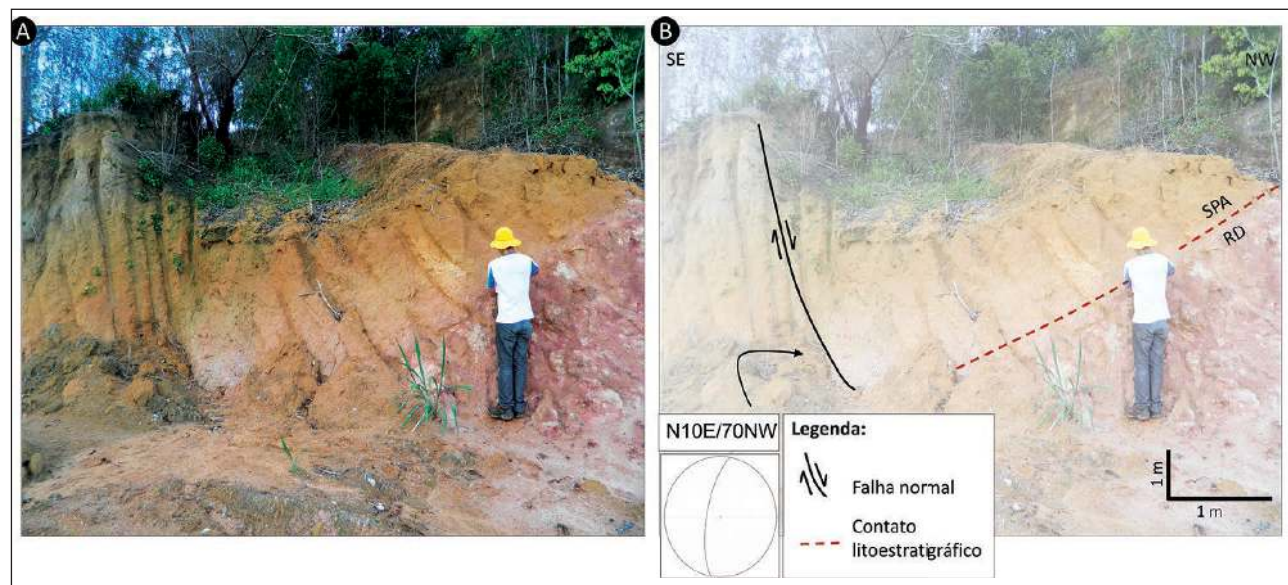 A
B
SE
NW
SPA
RD
N10E/70NW
Legenda:
Falha normal
Contato
litoestratigráfico
1 m
1 m